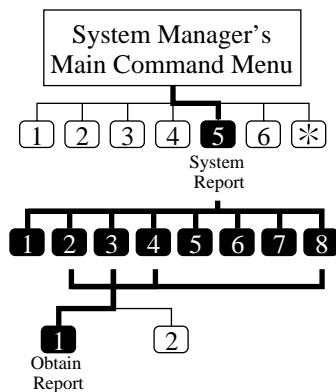 System Manager's
Main Command Menu
1 2 3 4 5 6 *
System
Report
1 2 3 4 5 6 7 8
1 2
Obtain
Report